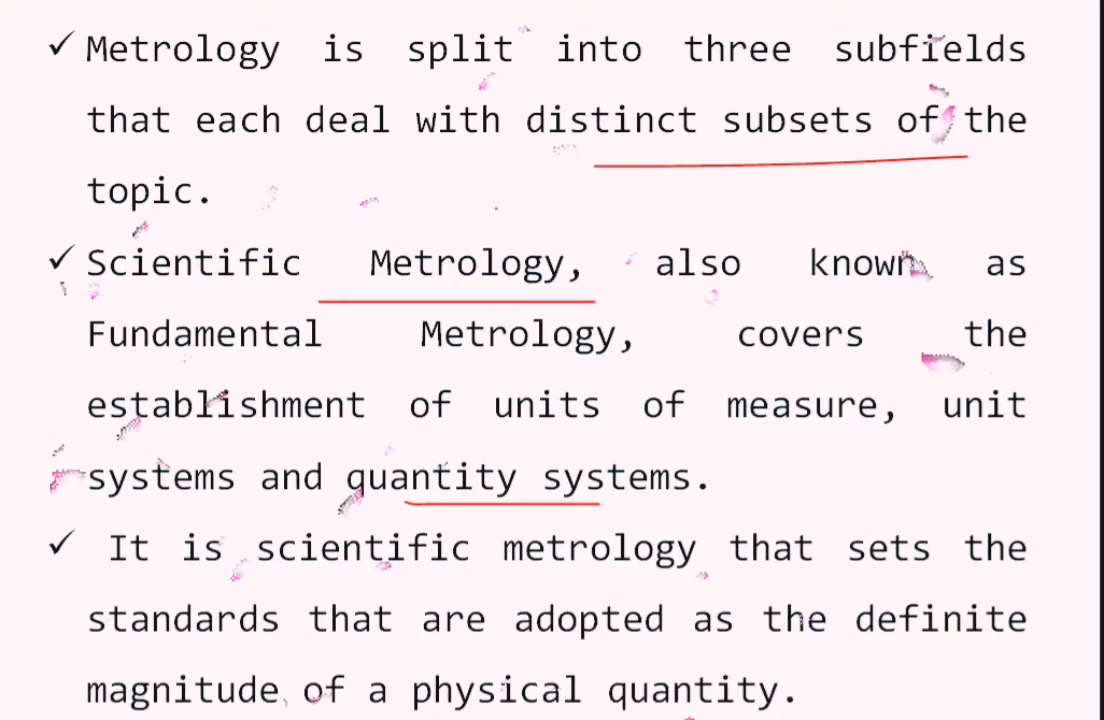 ✓ Metrology is split into three subfields
that each deal with distinct subsets of the
topic.
✓ Scientific Metrology, also known as
Fundamental Metrology, covers the
establishment of units of measure, unit
systems and quantity systems.
✓ It is scientific metrology that sets the
standards that are adopted as the definite
magnitude of a physical quantity.